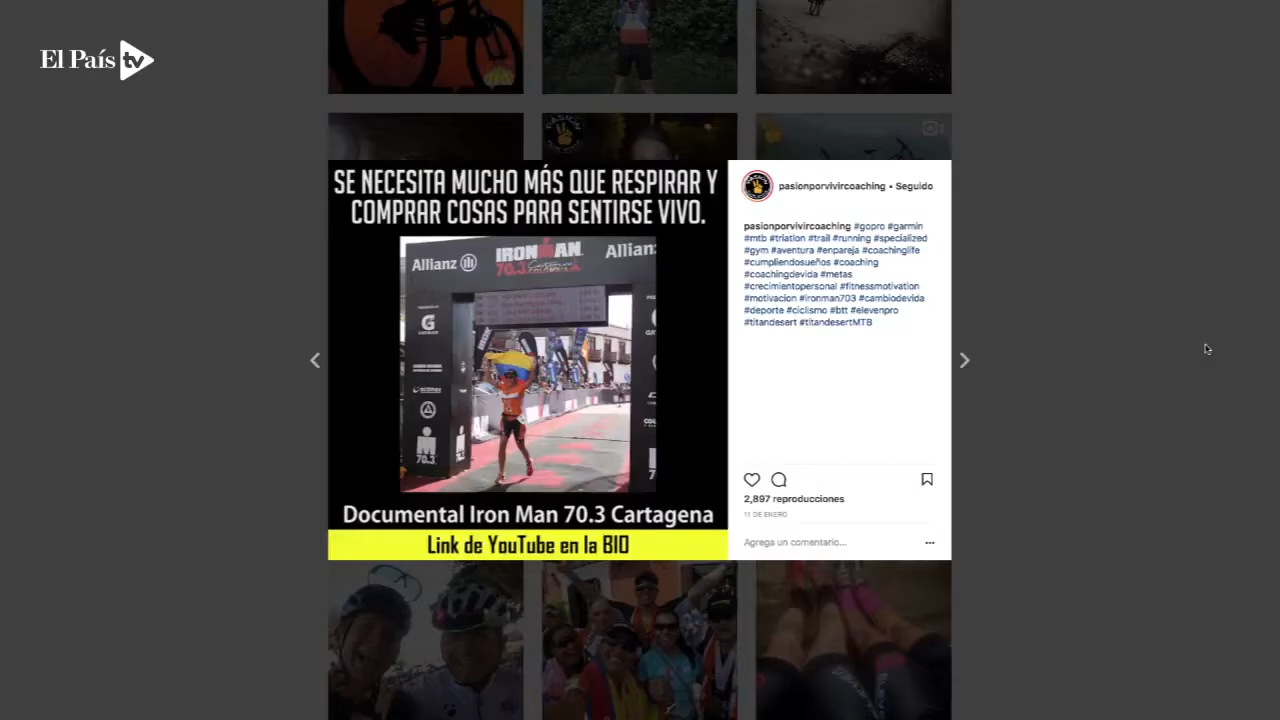 El País tv
SE NECESITA MUCHO MÁS QUE RESPIRAR Y
COMPRAR COSAS PARA SENTIRSE VIVO.
Allianz
IRONMAN
70.3
Allianz
70.3
Documental Iron Man 70.3 Cartagena
Link de YouTube en la BIO
pasionporvivircoaching • Seguido
pasionporvivircoaching #gopro #garmin
#mtb #triatlon #trail #running #specialized
#gym #aventura #enpareja #coachinglife
#cumpliendosueños #coaching
#coachingdevida #metas
#crecimientopersonal #fitnessmotivation
#motivacion #ironman703 #cambiodevida
#deporte #ciclismo #btt #elevenpro
#titandesert #titandesertMTB
2,897 reproducciones
11 DE ENERO
Agrega un comentario...